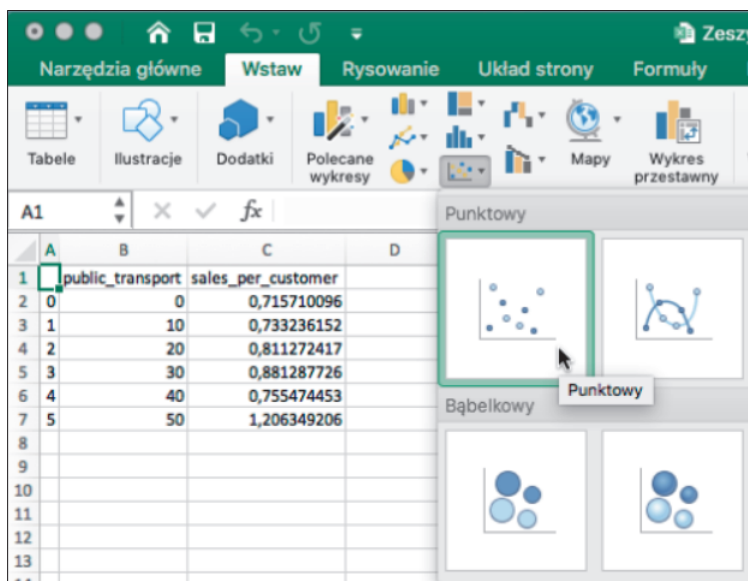 Zeszy
Narzędzia główne Wstaw Rysowanie Układ strony Formuły
Tabele Ilustracje Dodatki Polecane wykresy Mapy Wykres przestawny
A1 fx
Punktowy
A B C D
1 public_transport sales_per_customer
2 0 0 0,715710096
3 1 10 0,733236152
4 2 20 0,811272417
5 3 30 0,881287726
6 4 40 0,755474453
7 5 50 1,206349206
Punktowy
Bąbelkowy
8
9
10
11
12
13